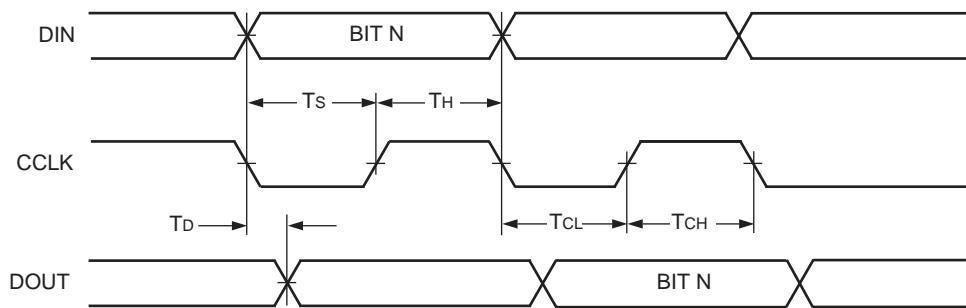 DIN BIT N
TS TH
CCLK
TD TCL TCH
DOUT BIT N